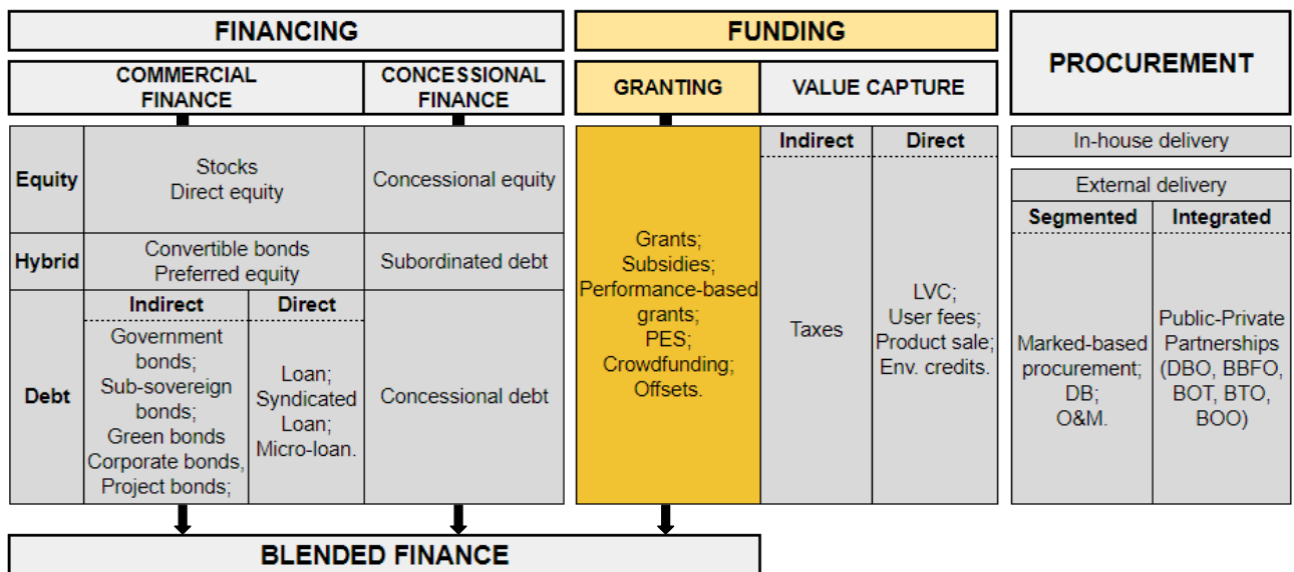 FINANCING
FUNDING
PROCUREMENT
COMMERCIAL
FINANCE
CONCESSIONAL
FINANCE
GRANTING
VALUE CAPTURE
Equity
Stocks
Direct equity
Concessional equity
Hybrid
Convertible bonds
Preferred equity
Subordinated debt
Debt
Indirect
Government
bonds;
Sub-sovereign
bonds;
Green bonds
Corporate bonds,
Project bonds;
Direct
Loan;
Syndicated
Loan;
Micro-loan.
Concessional debt
Grants;
Subsidies;
Performance-based
grants;
PES;
Crowdfunding;
Offsets.
Indirect
Taxes
Direct
LVC;
User fees;
Product sale;
Env. credits.
In-house delivery
External delivery
Segmented
Marked-based
procurement;
DB;
O&M.
Integrated
Public-Private
Partnerships
(DBO, BBFO,
BOT, BTO,
BOO)
BLENDED FINANCE